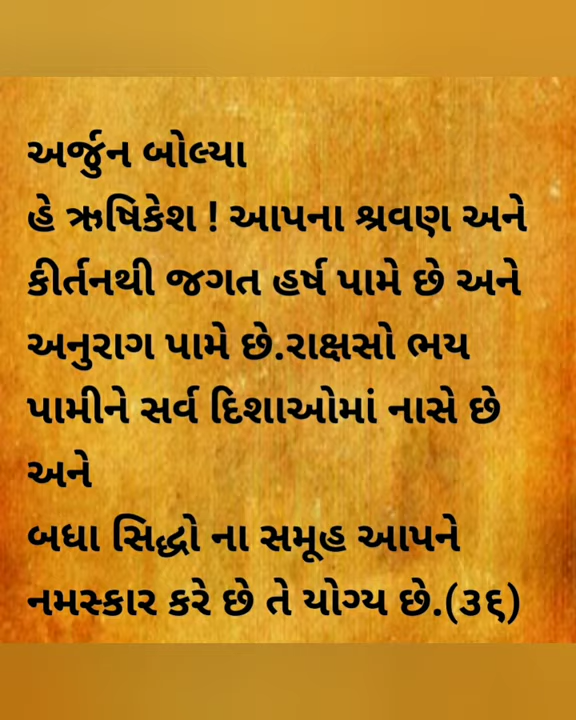 અર્જુન બોલ્યા
હે ઋષિકેશ ! આપના શ્રવણ અને
કીર્તનથી જગત હર્ષ પામે છે અને
અનુરાગ પામે છે.રાક્ષસો ભય
પામીને સર્વ દિશાઓમાં નાસે છે
અને
બધા સિદ્ધો ના સમૂહ આપને
નમસ્કાર કરે છે તે યોગ્ય છે.(૩૬)